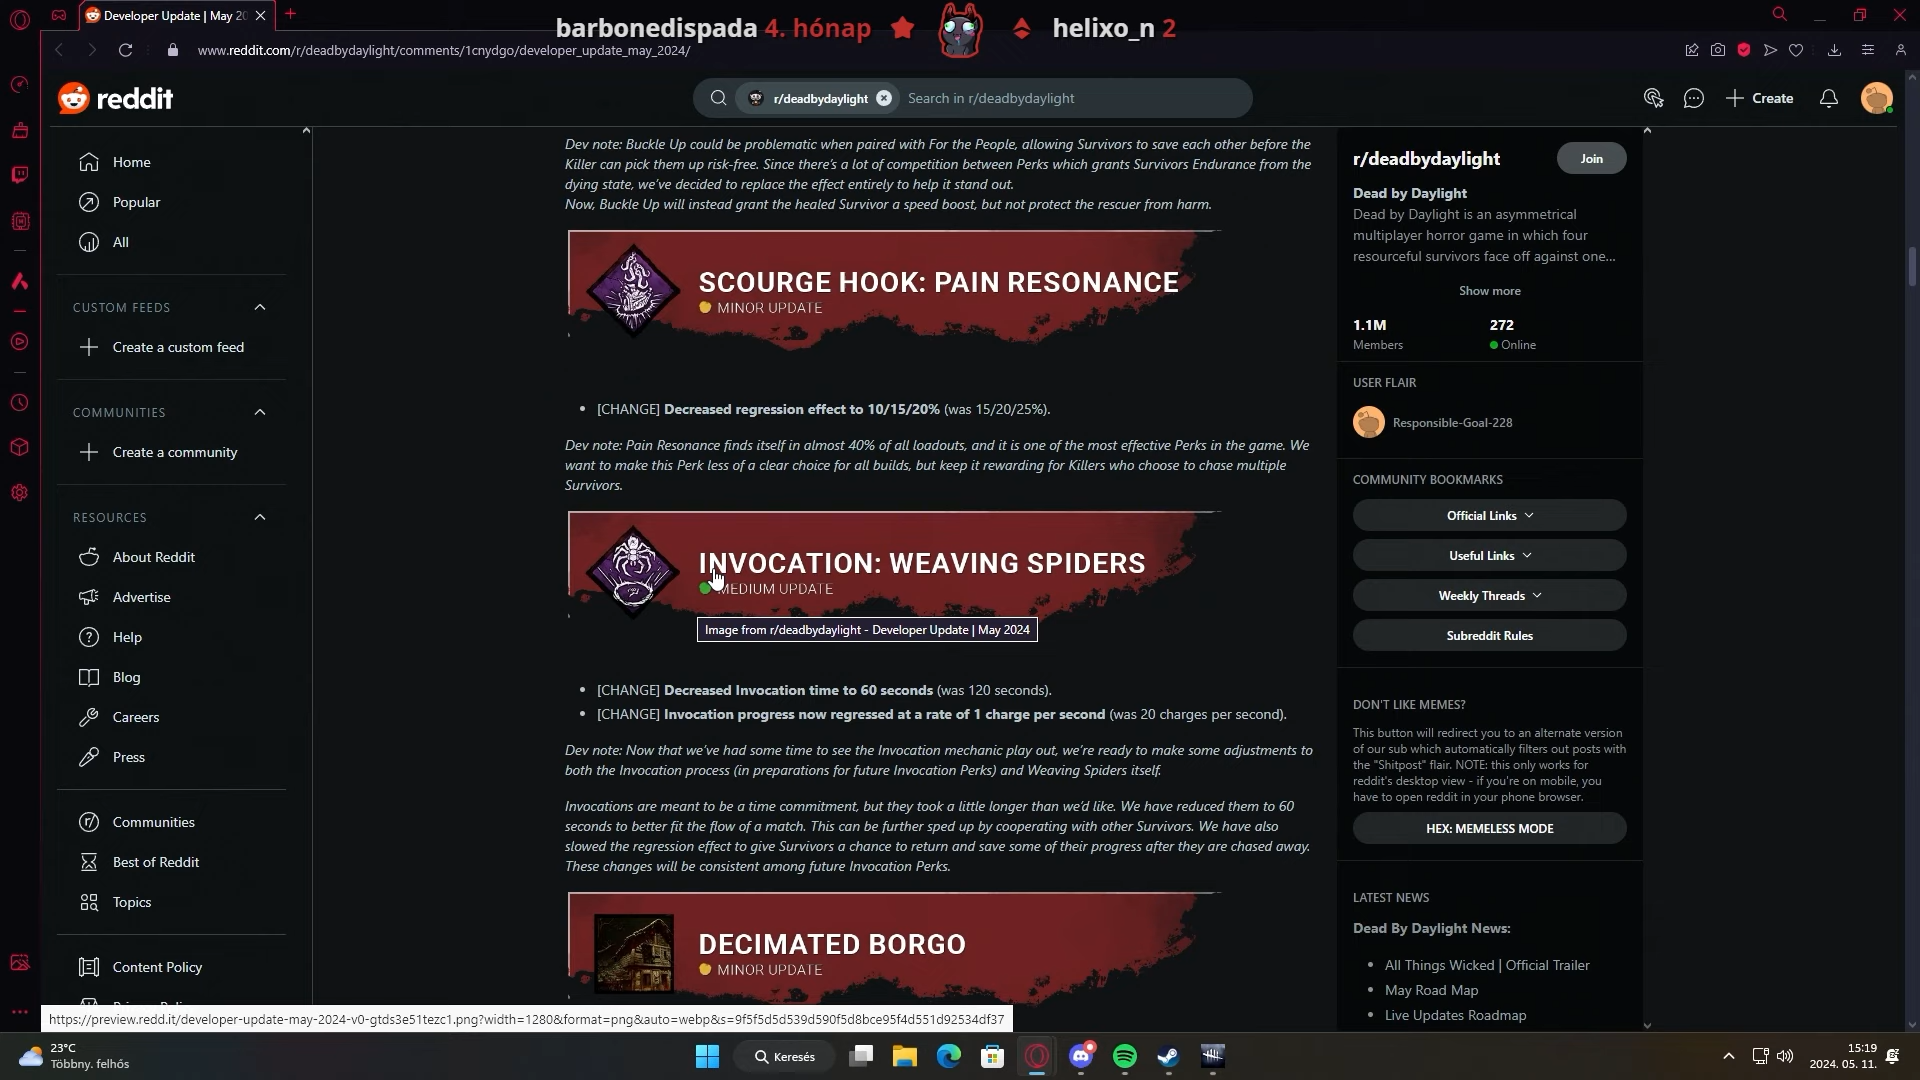 Developer Update | May 20
barbonedispada 4. hónap
helixo_n 2
www.reddit.com/r/deadbydaylight/comments/1cnydgo/developer_update_may_2024/
reddit
r/deadbydaylight
Search in r/deadbydaylight
Create
Home
Popular
All
CUSTOM FEEDS
Create a custom feed
COMMUNITIES
Create a community
RESOURCES
About Reddit
Advertise
Help
Blog
Careers
Press
Communities
Best of Reddit
Topics
Content Policy
Dev note: Buckle Up could be problematic when paired with For the People, allowing Survivors to save each other before the
Killer can pick them up risk-free. Since there's a lot of competition between Perks which grants Survivors Endurance from the
dying state, we've decided to replace the effect entirely to help it stand out.
Now, Buckle Up will instead grant the healed Survivor a speed boost, but not protect the rescuer from harm.
SCOURGE HOOK: PAIN RESONANCE
MINOR UPDATE
• [CHANGE] Decreased regression effect to 10/15/20% (was 15/20/25%).
Dev note: Pain Resonance finds itself in almost 40% of all loadouts, and it is one of the most effective Perks in the game. We
want to make this Perk less of a clear choice for all builds, but keep it rewarding for Killers who choose to chase multiple
Survivors.
INVOCATION: WEAVING SPIDERS
MEDIUM UPDATE
Image from r/deadbydaylight - Developer Update | May 2024
• [CHANGE] Decreased Invocation time to 60 seconds (was 120 seconds).
• [CHANGE] Invocation progress now regressed at a rate of 1 charge per second (was 20 charges per second).
Dev note: Now that we've had some time to see the Invocation mechanic play out, we're ready to make some adjustments to
both the Invocation process (in preparations for future Invocation Perks) and Weaving Spiders itself.
Invocations are meant to be a time commitment, but they took a little longer than we'd like. We have reduced them to 60
seconds to better fit the flow of a match. This can be further sped up by cooperating with other Survivors. We have also
slowed the regression effect to give Survivors a chance to return and save some of their progress after they are chased away.
These changes will be consistent among future Invocation Perks.
DECIMATED BORGO
MINOR UPDATE
r/deadbydaylight
Join
Dead by Daylight
Dead by Daylight is an asymmetrical
multiplayer horror game in which four
resourceful survivors face off against one...
Show more
1.1M
272
Members
Online
USER FLAIR
Responsible-Goal-228
COMMUNITY BOOKMARKS
Official Links
Useful Links
Weekly Threads
Subreddit Rules
DON'T LIKE MEMES?
This button will redirect you to an alternate version
of our sub which automatically filters out posts with
the "Shitpost" flair. NOTE: this only works for
reddit's desktop view - if you're on mobile, you
have to open reddit in your phone browser.
HEX: MEMELESS MODE
LATEST NEWS
Dead By Daylight News:
• All Things Wicked | Official Trailer
• May Road Map
• Live Updates Roadmap
https://preview.redd.it/developer-update-may-2024-v0-gtds3e51tezc1.png?width=1280&format=png&auto=webp&s=9f5f5d5d539d590f5d8bce95f4d551d92534df37
23°C
Többny. felhős
Keresés
15:19
2024. 05. 11.